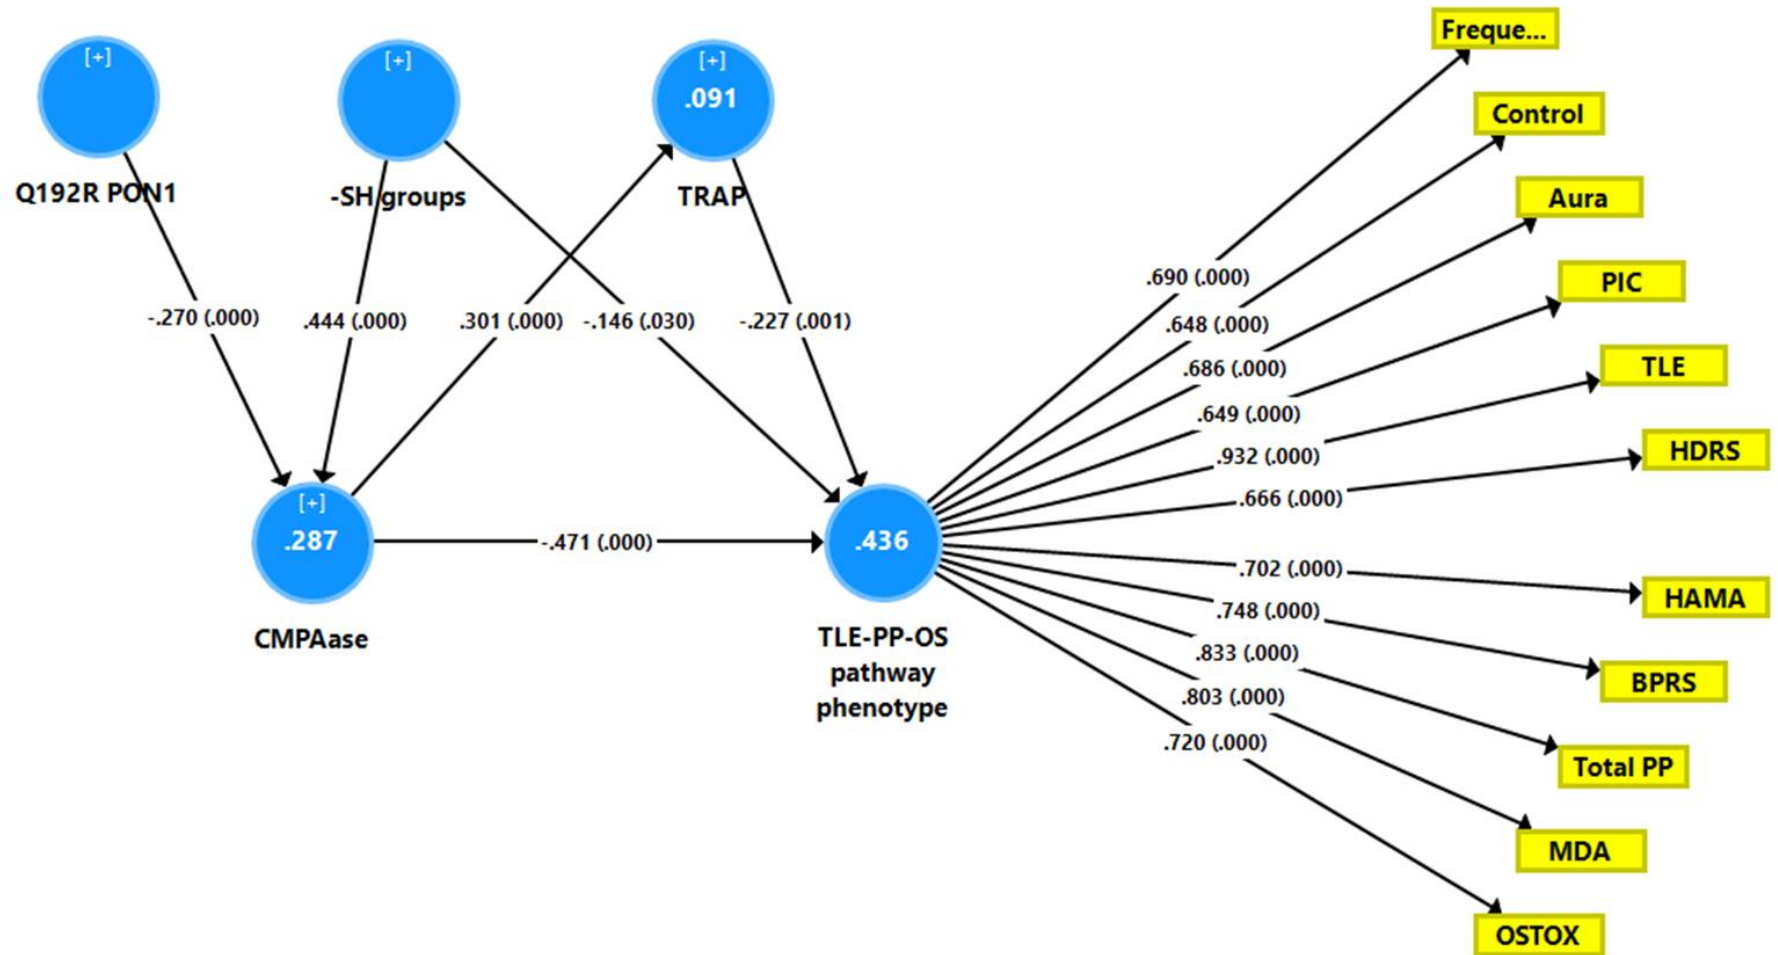 [+]
Q192R PON1
[+]
-SH groups
[+]
.091
TRAP
-.270 (.000)
.444 (.000)
.301 (.000)
-.146 (.030)
-.227 (.001)
[+]
.287
CMPAase
-.471 (.000)
.436
TLE-PP-OS
pathway
phenotype
.690 (.000)
.648 (.000)
.686 (.000)
.649 (.000)
.932 (.000)
.666 (.000)
.702 (.000)
.748 (.000)
.833 (.000)
.803 (.000)
.720 (.000)
Freque...
Control
Aura
PIC
TLE
HDRS
HAMA
BPRS
Total PP
MDA
OSTOX